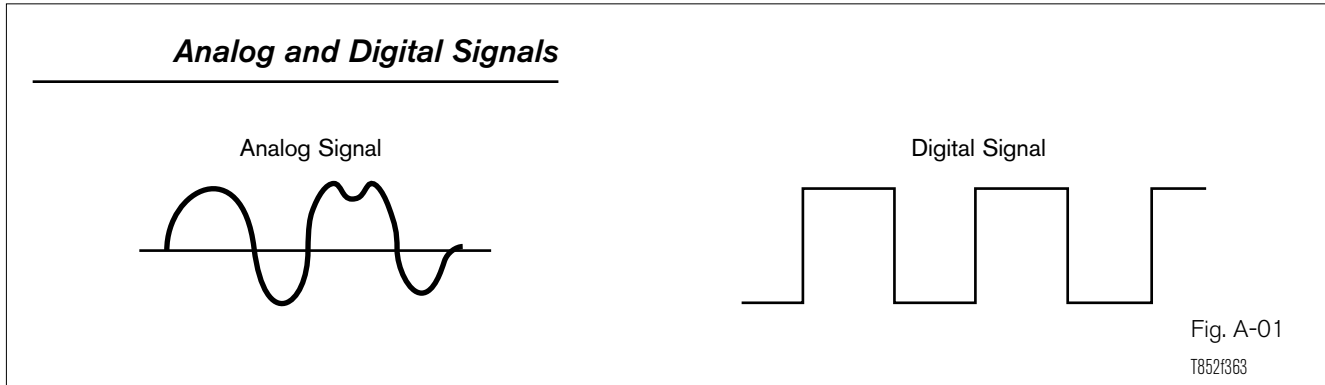 Analog and Digital Signals
Analog Signal
Digital Signal
Fig. A-01
T852f363